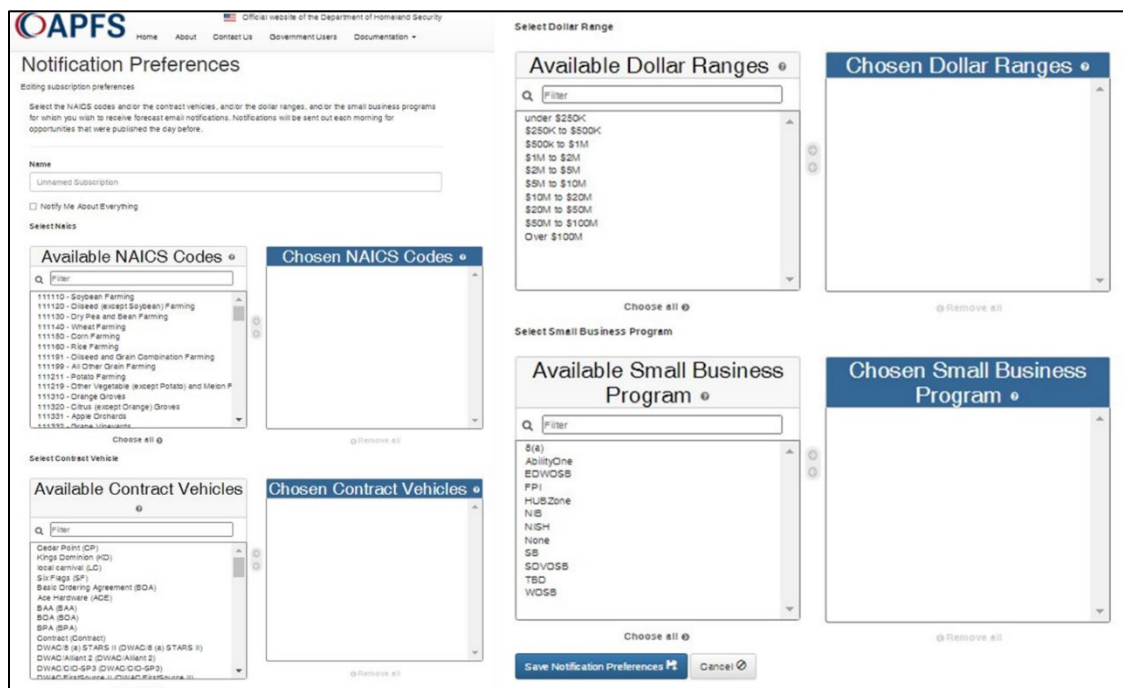 Official website of the Department of Homeland Security
APFS
Home About Contact Us Government Users Documentation
Notification Preferences
Editing subscription preferences
Select the NAICS codes and/or the contract vehicles, and/or the dollar ranges, and/or the small business programs
for which you wish to receive forecast email notifications. Notifications will be sent out each morning for
opportunities that were published the day before.
Name
Unnamed Subscription
Notify Me About Everything
Select Naics
Available NAICS Codes
Chosen NAICS Codes
Filter
111110 - Soybean Farming
111120 - Oilseed (except Soybean) Farming
111130 - Dry Pea and Bean Farming
111140 - Wheat Farming
111150 - Corn Farming
111160 - Rice Farming
111191 - Oilseed and Grain Combination Farming
111199 - All Other Grain Farming
111211 - Potato Farming
111219 - Other Vegetable (except Potato) and Melon F
111310 - Orange Groves
111320 - Citrus (except Orange) Groves
111331 - Apple Orchards
111332 - Grape Vineyards
Choose all
Remove all
Select Contract Vehicle
Available Contract Vehicles
Chosen Contract Vehicles
Filter
Cedar Point (CP)
Kings Dominion (KD)
local carnival (LC)
Six Flags (SF)
Basic Ordering Agreement (BOA)
Ace Hardware (ACE)
BAA (BAA)
BOA (BOA)
BPA (BPA)
Contract (Contract)
DWAC/8 (a) STARS II (DWAC/8 (a) STARS II)
DWAC/Alliant 2 (DWAC/Alliant 2)
DWAC/CIO-SP3 (DWAC/CIO-SP3)
DWAC/FirstSource II (DWAC/FirstSource II)
Remove all
Select Dollar Range
Available Dollar Ranges
Chosen Dollar Ranges
Filter
under $250K
$250K to $500K
$500k to $1M
$1M to $2M
$2M to $5M
$5M to $10M
$10M to $20M
$20M to $50M
$50M to $100M
Over $100M
Choose all
Remove all
Select Small Business Program
Available Small Business
Program
Chosen Small Business
Program
Filter
8(a)
AbilityOne
EDWOSB
FPI
HUBZone
NIB
NISH
None
SB
SDVOSB
TBD
WOSB
Choose all
Remove all
Save Notification Preferences
Cancel